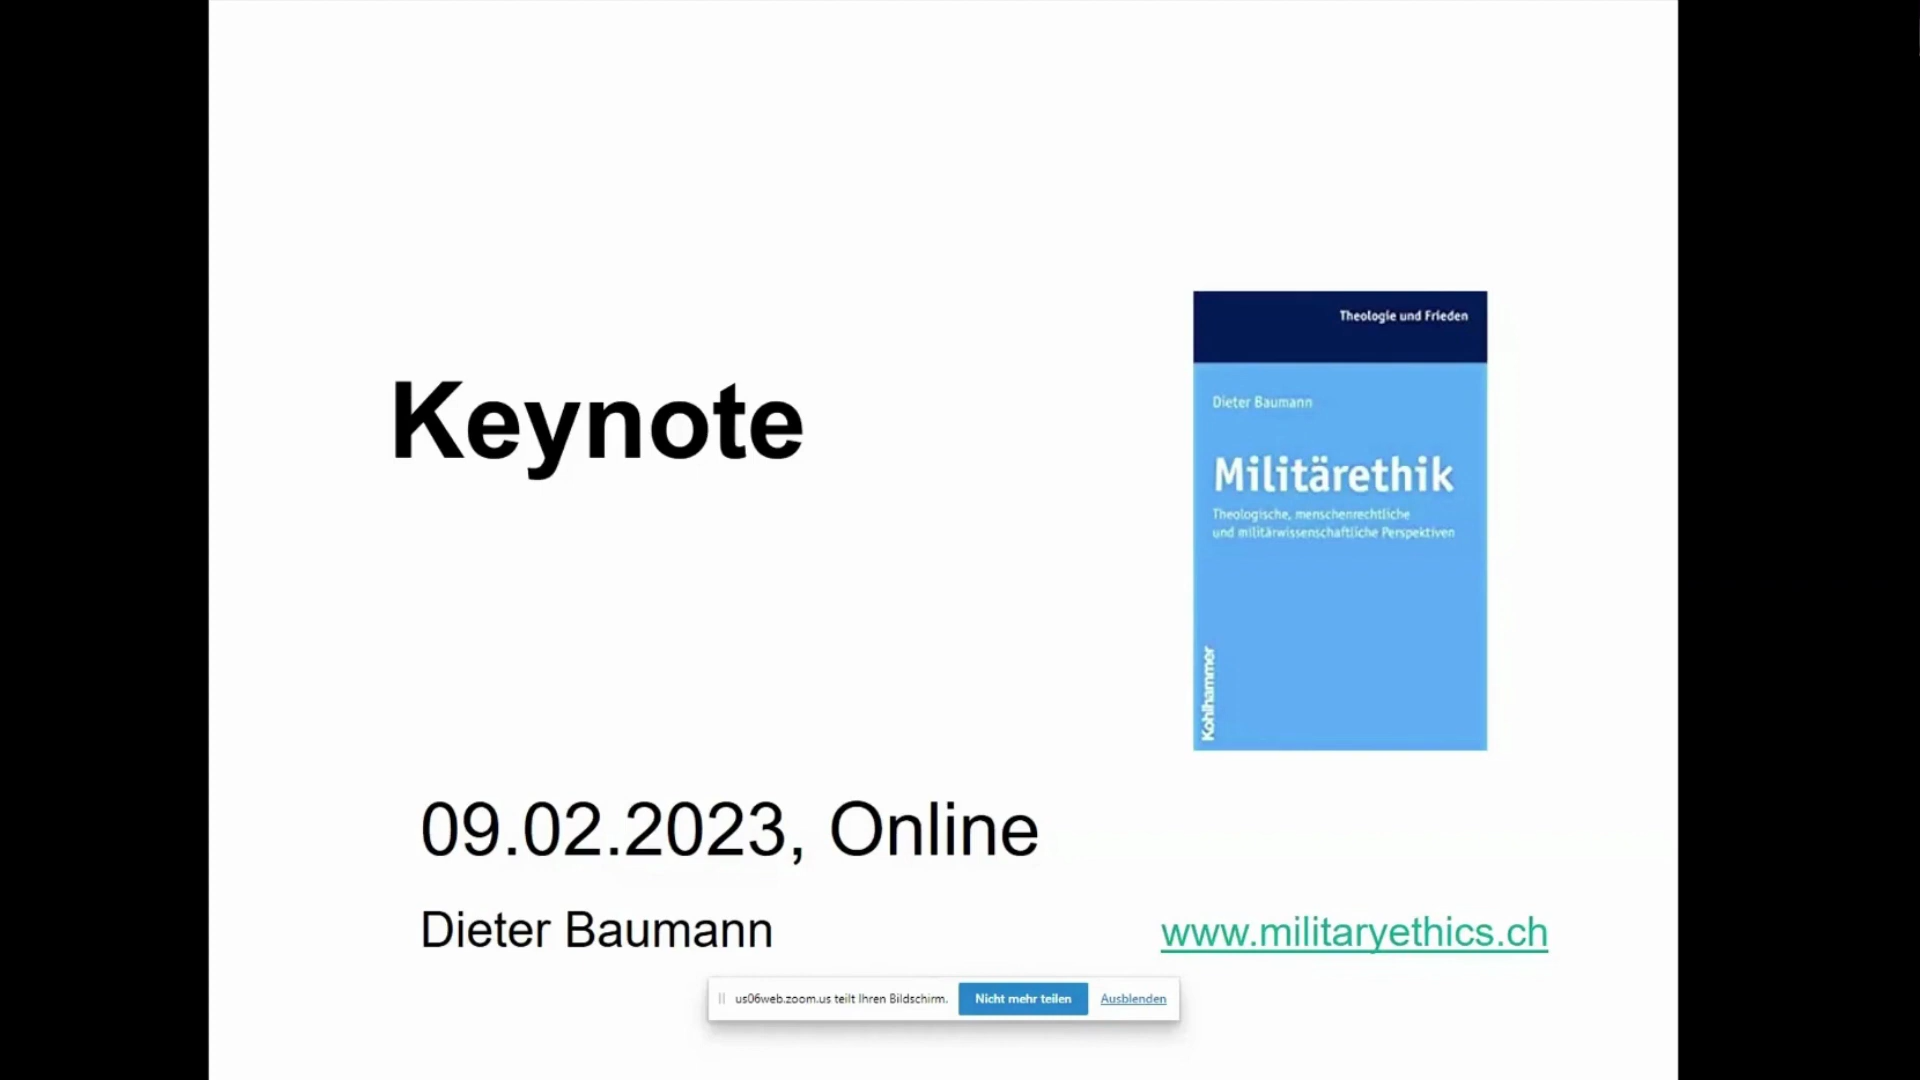 Keynote
Theologie und Frieden
Dieter Baumann
Militärethik
Theologische, menschenrechtliche
und militärwissenschaftliche Perspektiven
Kohlhammer
09.02.2023, Online
Dieter Baumann
www.militaryethics.ch
us06web.zoom.us teilt Ihren Bildschirm. Nicht mehr teilen Ausblenden